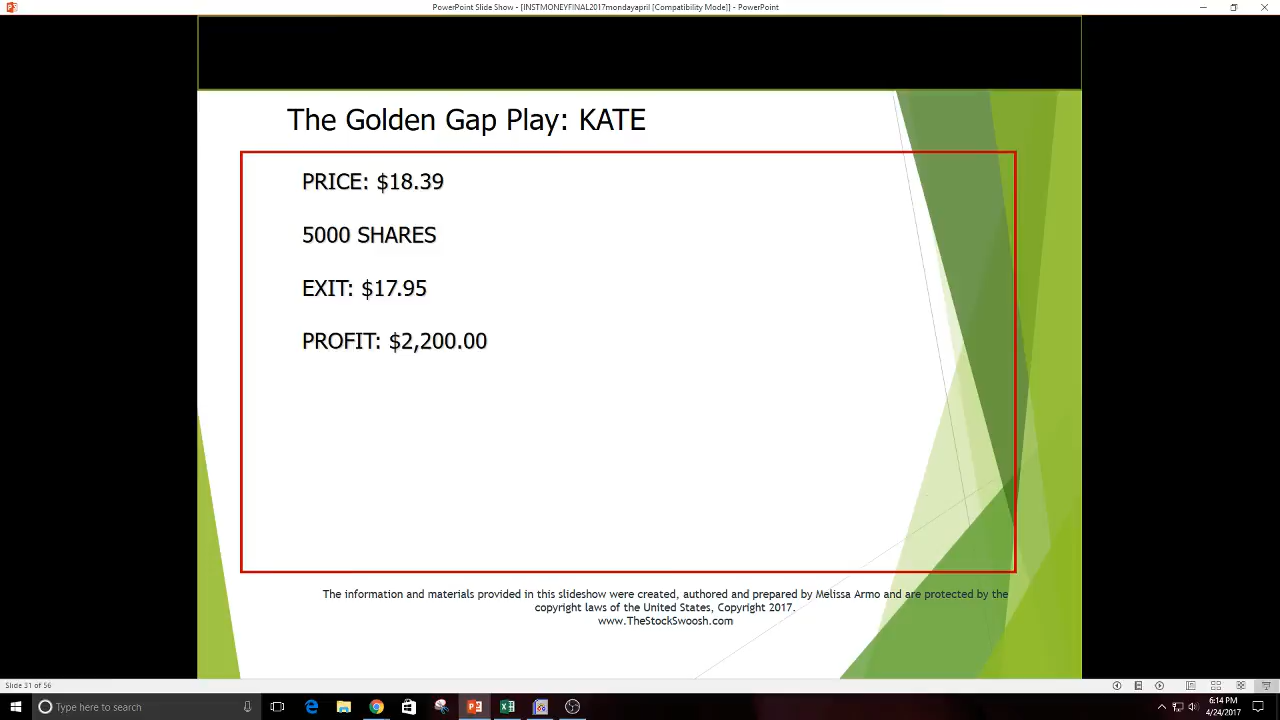 PowerPoint Slide Show - [INSTMONEYFINAL2017mondayapril [Compatibility Mode]] - PowerPoint
The Golden Gap Play: KATE
PRICE: $18.39
5000 SHARES
EXIT: $17.95
PROFIT: $2,200.00
The information and materials provided in this slideshow were created, authored and prepared by Melissa Armo and are protected by the
copyright laws of the United States, Copyright 2017.
www.TheStockSwoosh.com
Slide 31 of 56
Type here to search
6:14 PM
4/24/2017